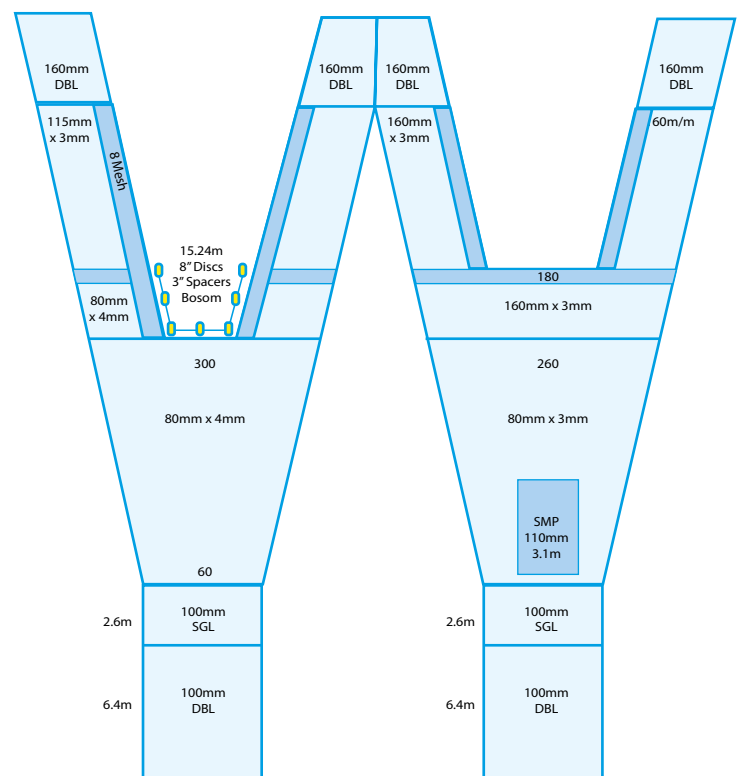 160mm
DBL
160mm
DBL
160mm
DBL
160mm
DBL
115mm
x 3mm
160mm
x 3mm
60m/m
8 Mesh
15.24m
8” Discs
3” Spacers
Bosom
180
80mm
x 4mm
160mm x 3mm
300
260
80mm x 4mm
80mm x 3mm
SMP
110mm
3.1m
60
2.6m
100mm
SGL
2.6m
100mm
SGL
6.4m
100mm
DBL
6.4m
100mm
DBL